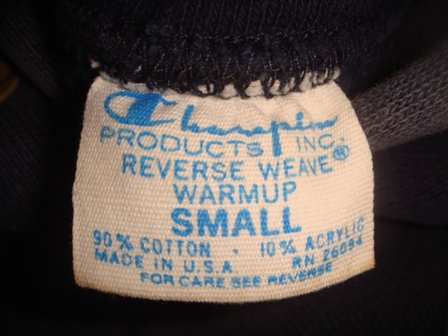 Champion
PRODUCTS INC.
REVERSE WEAVE®
WARMUP
SMALL
90% COTTON · 10% ACRYLIC
MADE IN U.S.A. RN 26094
FOR CARE SEE REVERSE